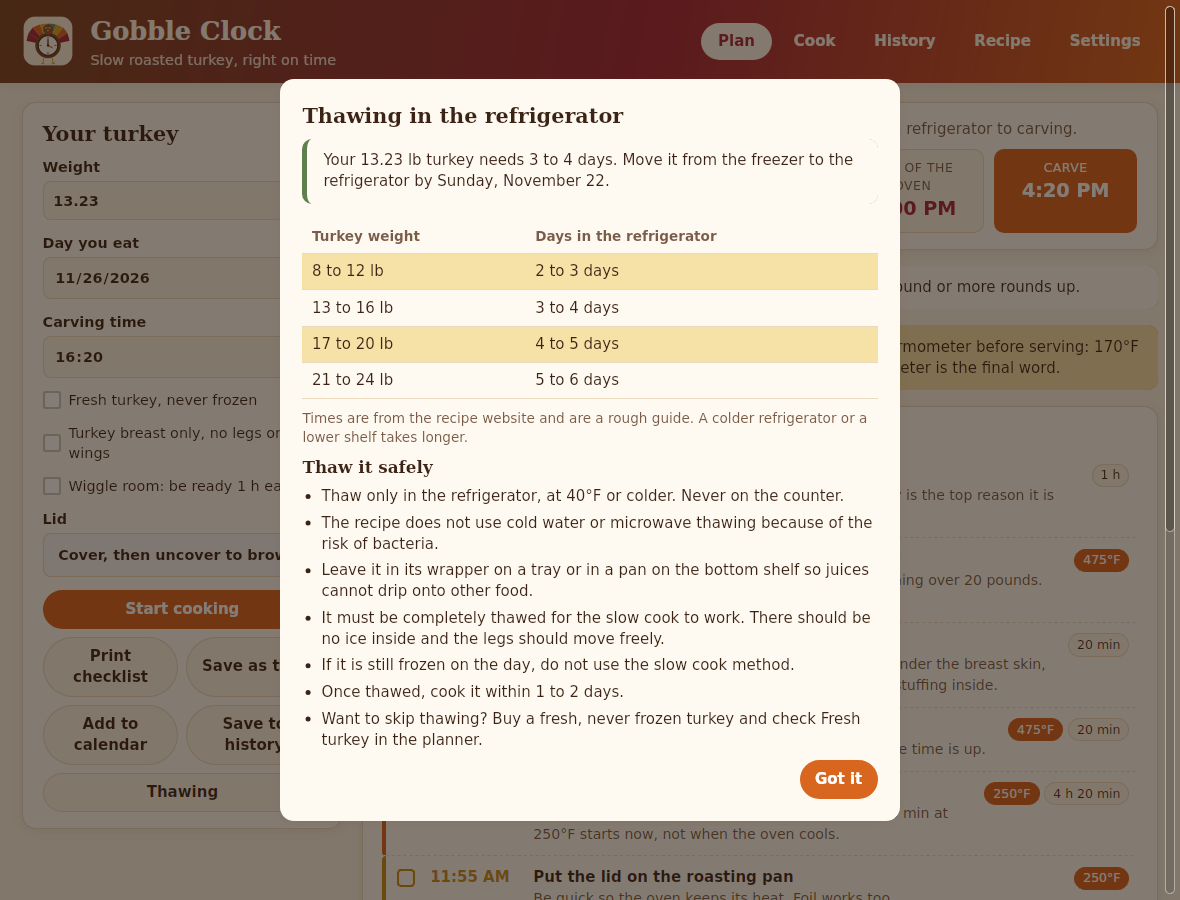 Gobble Clock
Slow roasted turkey, right on time
Plan
Cook
History
Recipe
Settings
Your turkey
Weight
13.23
Day you eat
11/26/2026
Carving time
16:20
Fresh turkey, never frozen
Turkey breast only, no legs or
wings
Wiggle room: be ready 1 h
Lid
Cover, then uncover to
Start cooking
Print
checklist
Save as
Add to
calendar
Save to
history
Thawing
Thawing in the refrigerator
Your 13.23 lb turkey needs 3 to 4 days. Move it from the freezer to the
refrigerator by Sunday, November 22.
Turkey weight Days in the refrigerator
8 to 12 lb 2 to 3 days
13 to 16 lb 3 to 4 days
17 to 20 lb 4 to 5 days
21 to 24 lb 5 to 6 days
Times are from the recipe website and are a rough guide. A colder refrigerator or a
lower shelf takes longer.
Thaw it safely
Thaw only in the refrigerator, at 40°F or colder. Never on the counter.
The recipe does not use cold water or microwave thawing because of the
risk of bacteria.
Leave it in its wrapper on a tray or in a pan on the bottom shelf so juices
cannot drip onto other food.
It must be completely thawed for the slow cook to work. There should be
no ice inside and the legs should move freely.
If it is still frozen on the day, do not use the slow cook method.
Once thawed, cook it within 1 to 2 days.
Want to skip thawing? Buy a fresh, never frozen turkey and check Fresh
turkey in the planner.
Got it
refrigerator to carving.
OF THE
CARVE
4:20 PM
PM
or more rounds up.
before serving: 170°F
is the final word.
1 h
is the top reason it is
475°F
over 20 pounds.
20 min
the breast skin,
inside.
475°F
20 min
time is up.
250°F
4 h 20 min
min at
250°F starts now, not when the oven cools.
11:55 AM
Put the lid on the roasting pan
250°F
Be quick so the oven keeps its heat. Foil works too.